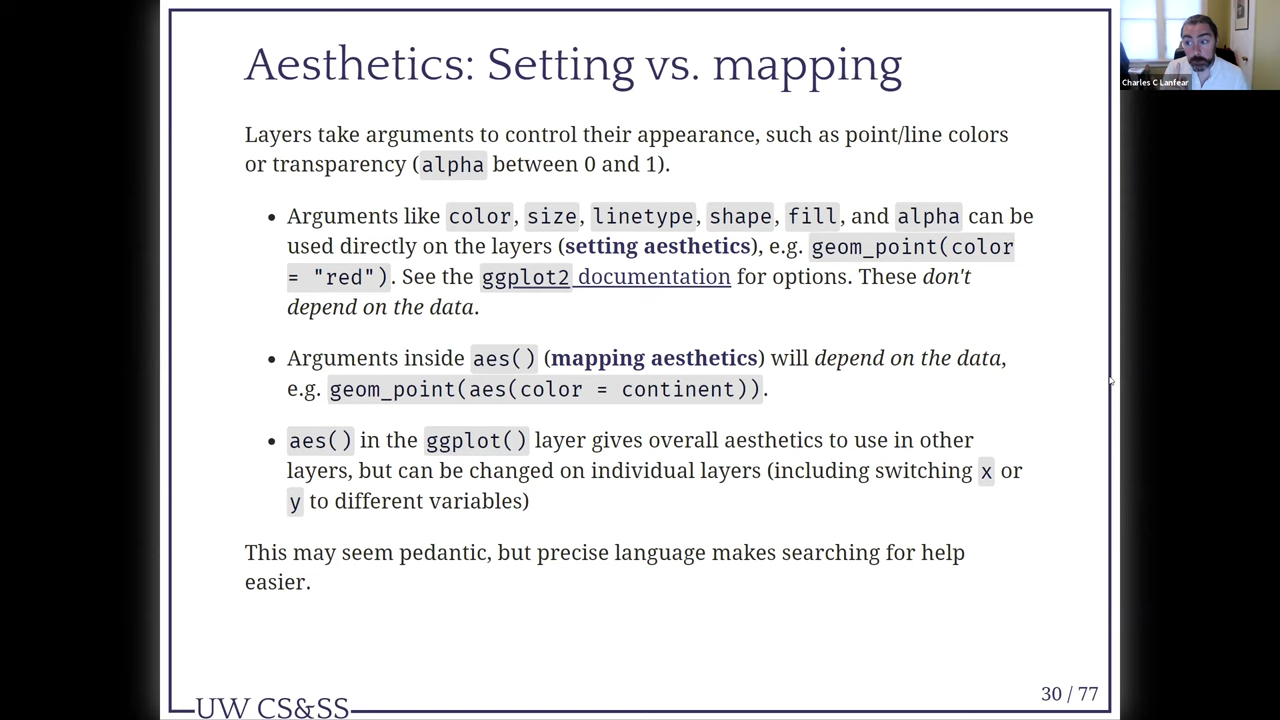 Aesthetics: Setting vs. mapping
Charles C Lanfear
Layers take arguments to control their appearance, such as point/line colors
or transparency (alpha between 0 and 1).
• Arguments like color, size, linetype, shape, fill, and alpha can be
used directly on the layers (setting aesthetics), e.g. geom_point(color
= "red"). See the ggplot2 documentation for options. These don't
depend on the data.
• Arguments inside aes() (mapping aesthetics) will depend on the data,
e.g. geom_point(aes(color = continent)).
• aes() in the ggplot() layer gives overall aesthetics to use in other
layers, but can be changed on individual layers (including switching x or
y to different variables)
This may seem pedantic, but precise language makes searching for help
easier.
30 / 77
UW CS&SS